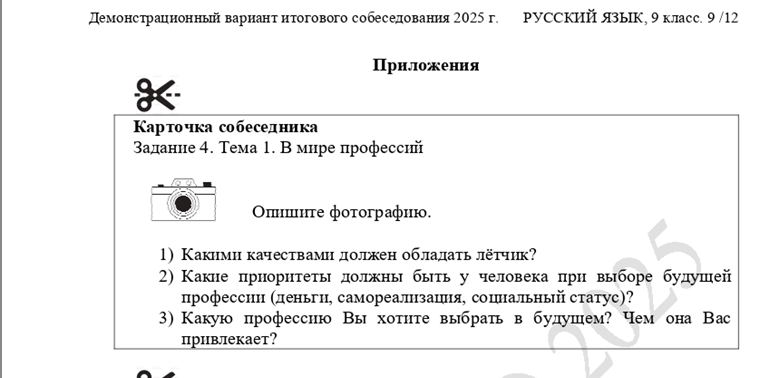 Демонстрационный вариант итогового собеседования 2025 г. РУССКИЙ ЯЗЫК, 9 класс. 9 /12
Приложения
Карточка собеседника
Задание 4. Тема 1. В мире профессий
Опишите фотографию.
1) Какими качествами должен обладать лётчик?
2) Какие приоритеты должны быть у человека при выборе будущей
профессии (деньги, самореализация, социальный статус)?
3) Какую профессию Вы хотите выбрать в будущем? Чем она Вас
привлекает?
2025